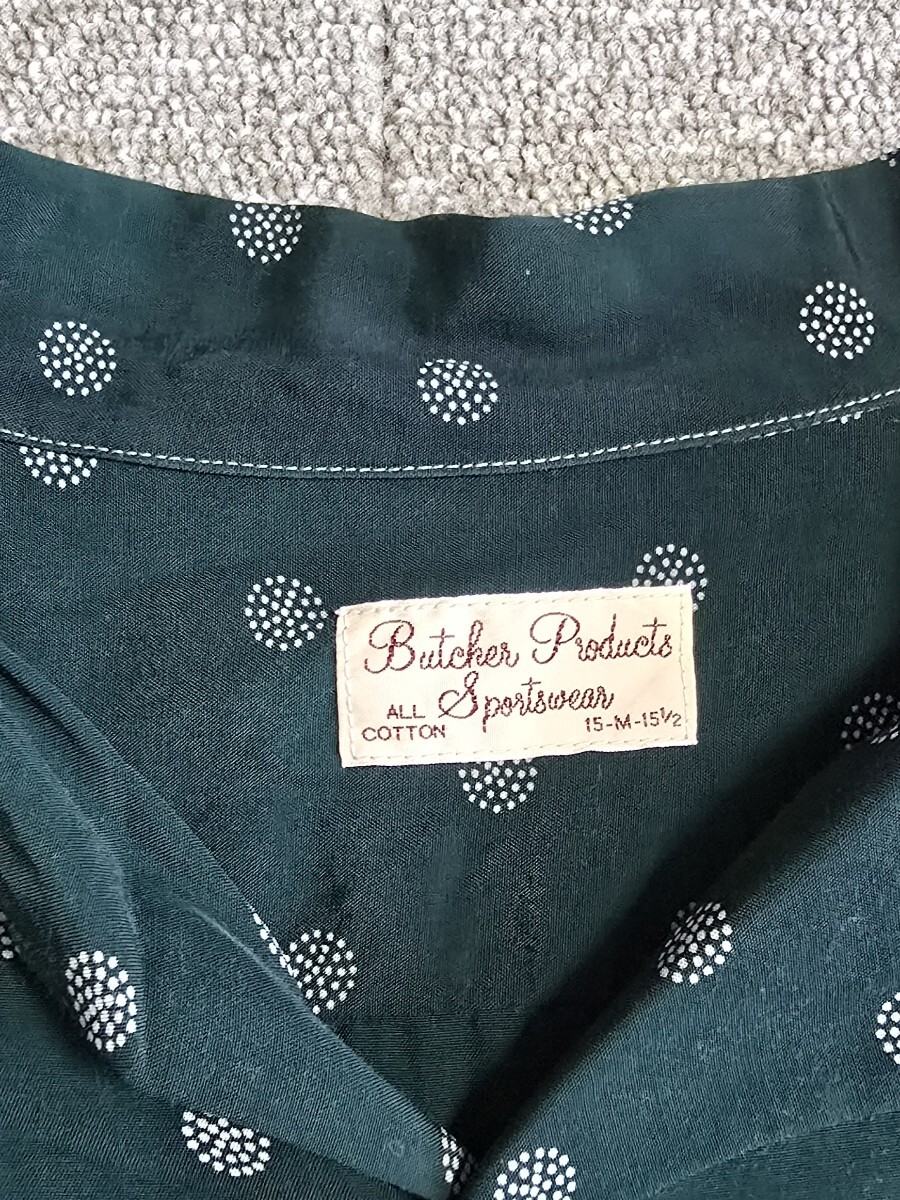 Butcher Products
Sportswear
ALL
COTTON
15-M-15½